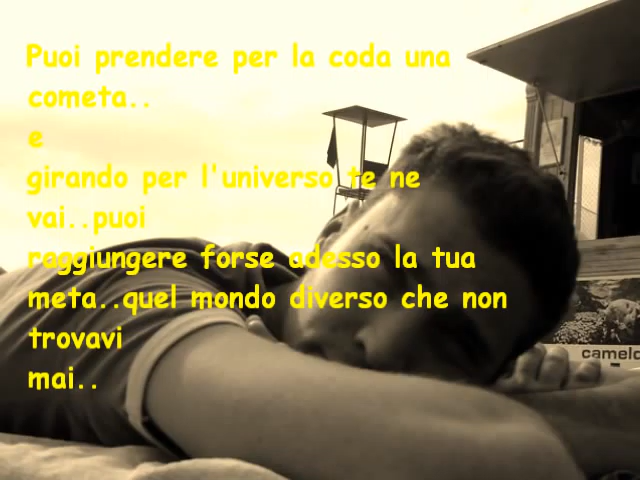 Puoi prendere per la coda una
cometa..
e
girando per l'universo te ne
vai..puoi
raggiungere forse adesso la tua
meta..quel mondo diverso che non
trovavi
mai..
camelo